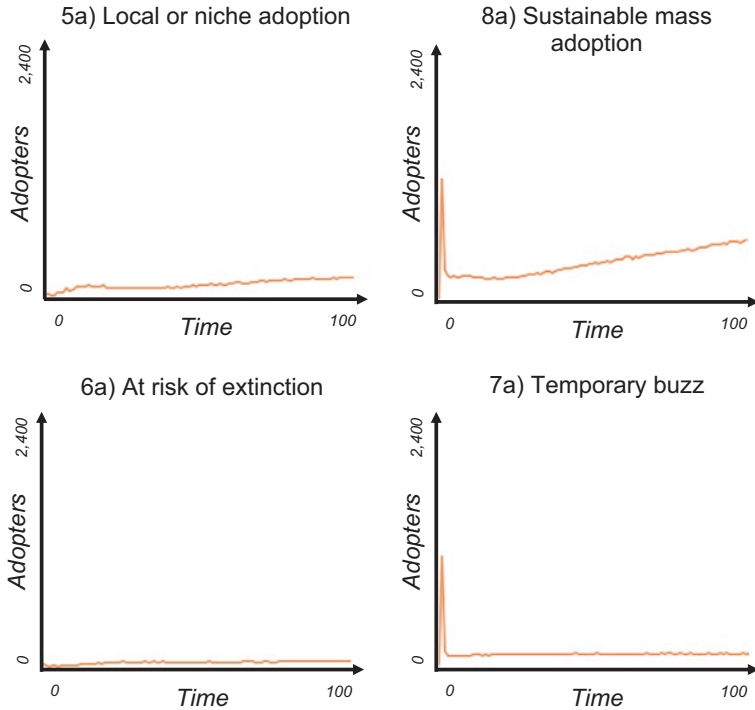 5a) Local or niche adoption
2,400
Adopters
0
0
Time
100
8a) Sustainable mass
adoption
2,400
Adopters
0
0
Time
100
6a) At risk of extinction
2,400
Adopters
0
0
Time
100
7a) Temporary buzz
2,400
Adopters
0
0
Time
100